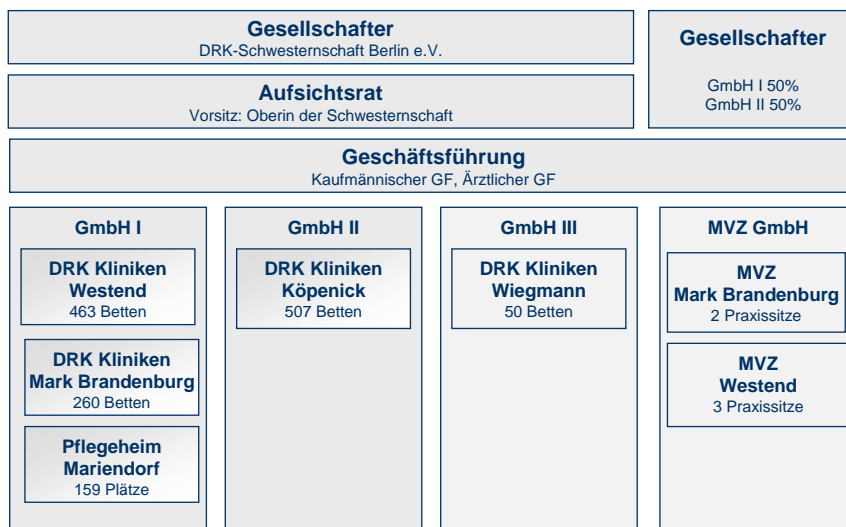 Gesellschafter
DRK-Schwesternschaft Berlin e.V.
Aufsichtsrat
Vorsitz: Oberin der Schwesternschaft
Gesellschafter
GmbH I 50%
GmbH II 50%
Geschäftsführung
Kaufmännischer GF, Ärztlicher GF
GmbH I
DRK Kliniken
Westend
463 Betten
DRK Kliniken
Mark Brandenburg
260 Betten
Pflegeheim
Mariendorf
159 Plätze
GmbH II
DRK Kliniken
Köpenick
507 Betten
GmbH III
DRK Kliniken
Wiegmann
50 Betten
MVZ GmbH
MVZ
Mark Brandenburg
2 Praxissitze
MVZ
Westend
3 Praxissitze